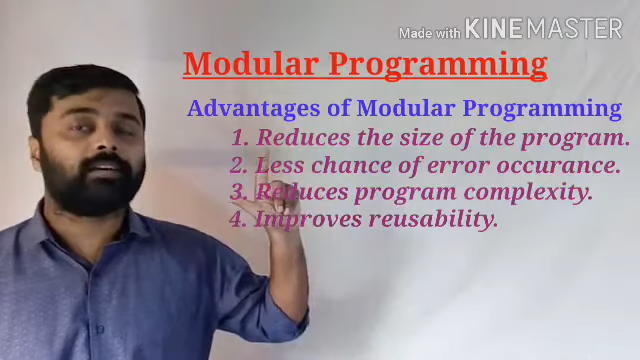 Made with KINEMASTER
Modular Programming
Advantages of Modular Programming
1. Reduces the size of the program.
2. Less chance of error occurance.
3. Reduces program complexity.
4. Improves reusability.